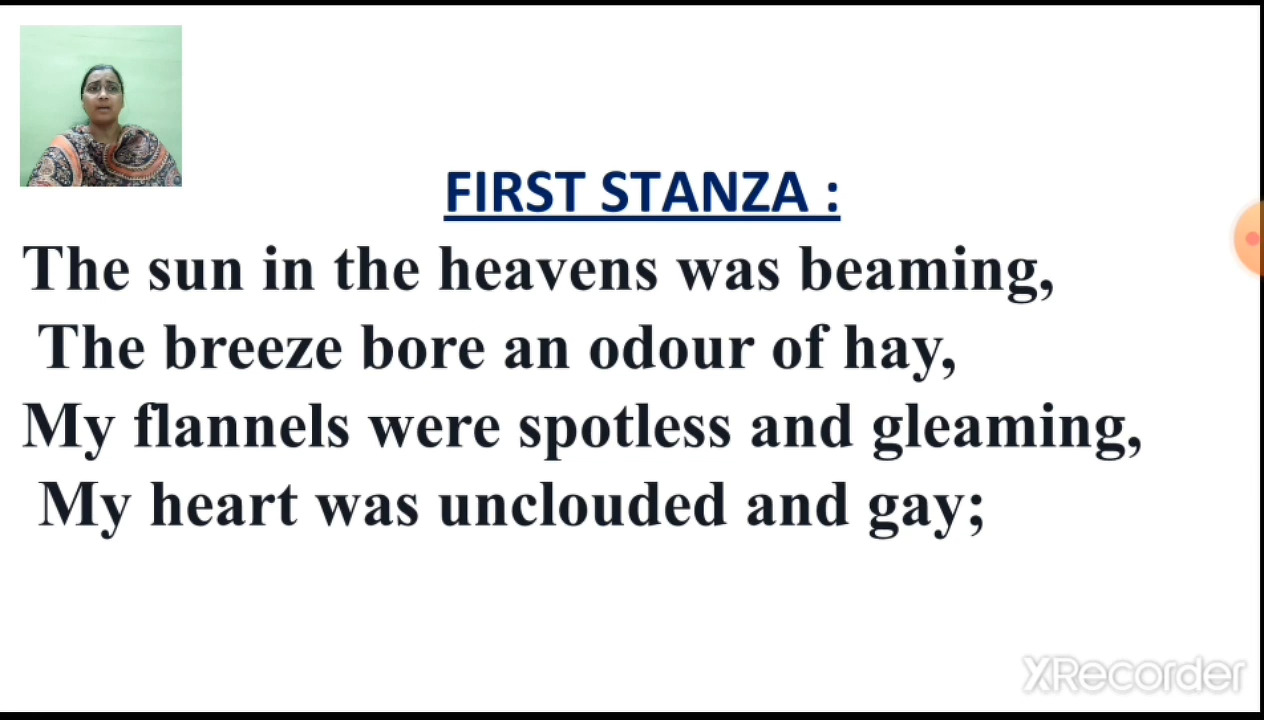 FIRST STANZA :
The sun in the heavens was beaming,
The breeze bore an odour of hay,
My flannels were spotless and gleaming,
My heart was unclouded and gay;
XRecorder